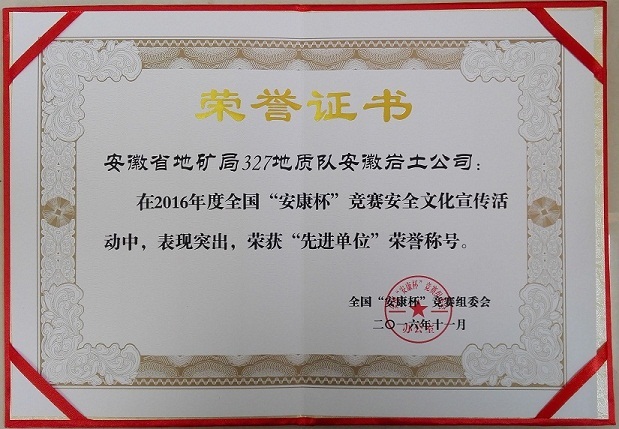 荣誉证书
安徽省地矿局327地质队安徽岩土公司：
在2016年度全国“安康杯”竞赛安全文化宣传活
动中，表现突出，荣获“先进单位”荣誉称号。
全国“安康杯”竞赛组委会
二〇一六年十一月
办公室